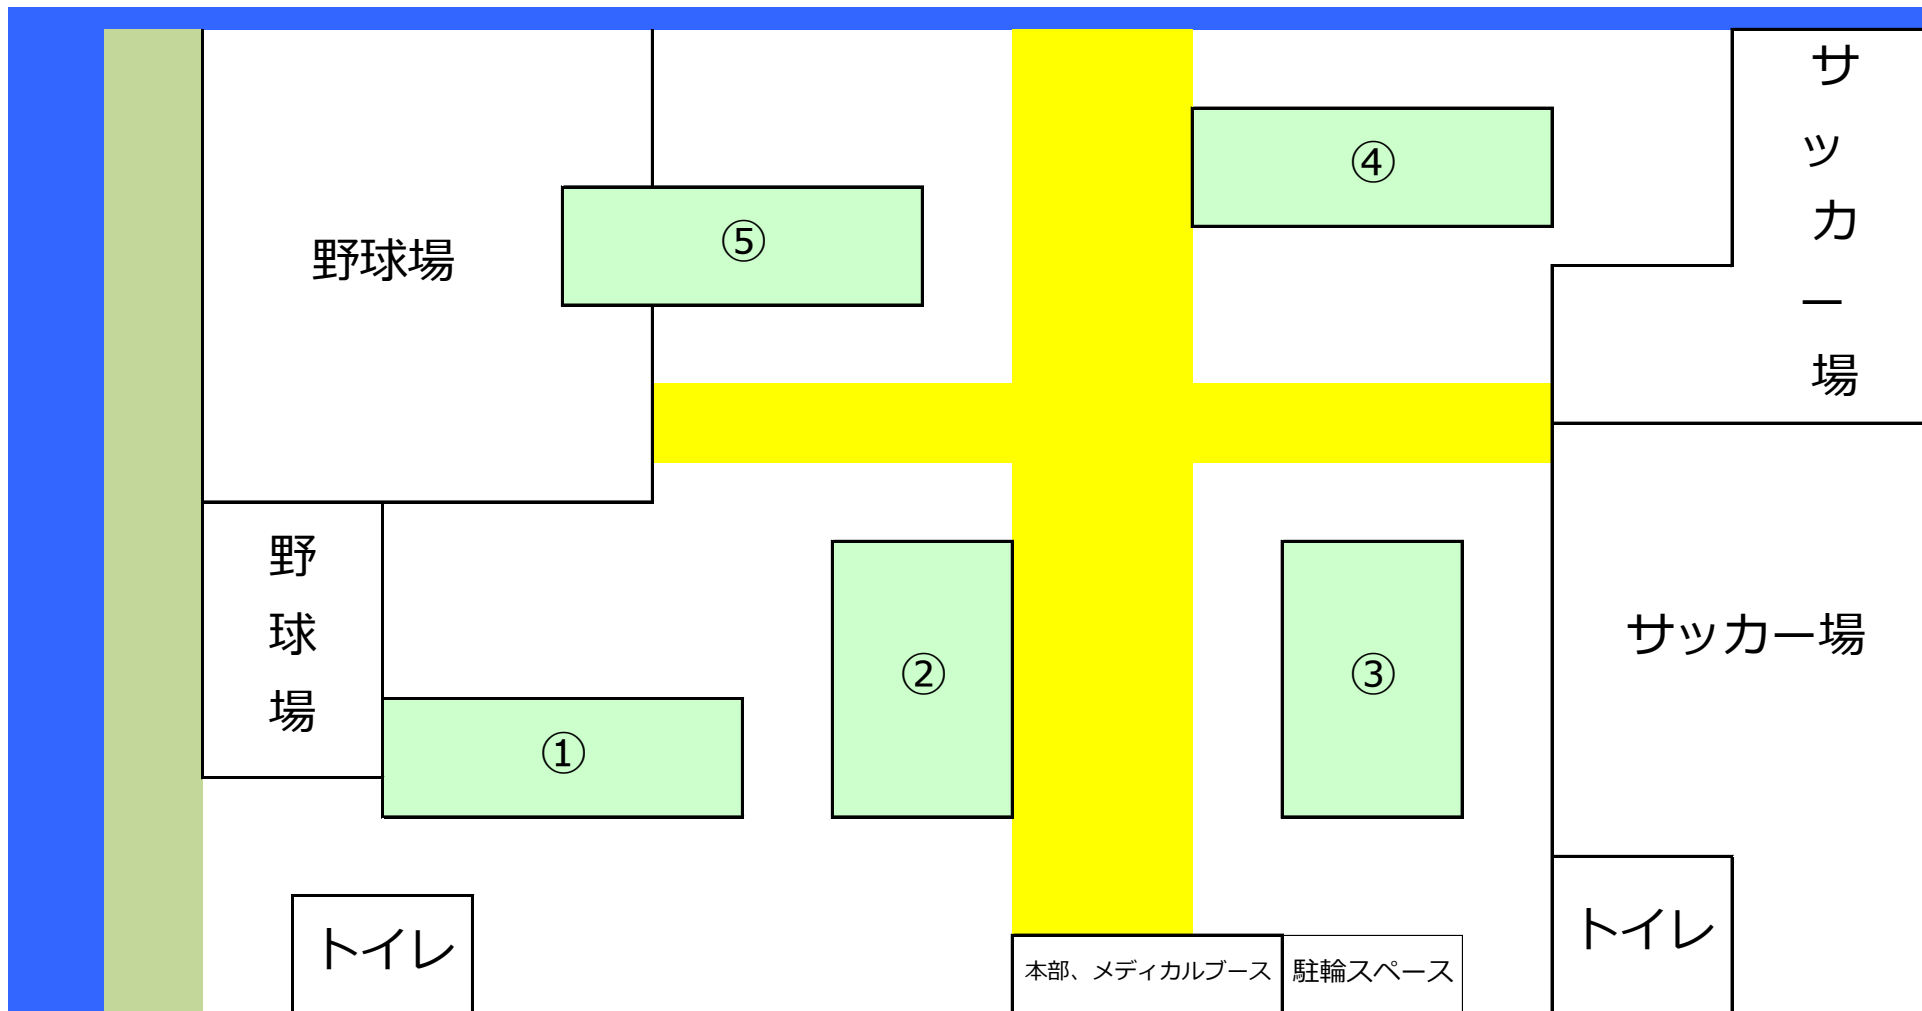 サッカー場
④
⑤
野球場
野球場
サッカー場
②
③
①
トイレ
トイレ
本部、メディカルブース
駐輪スペース